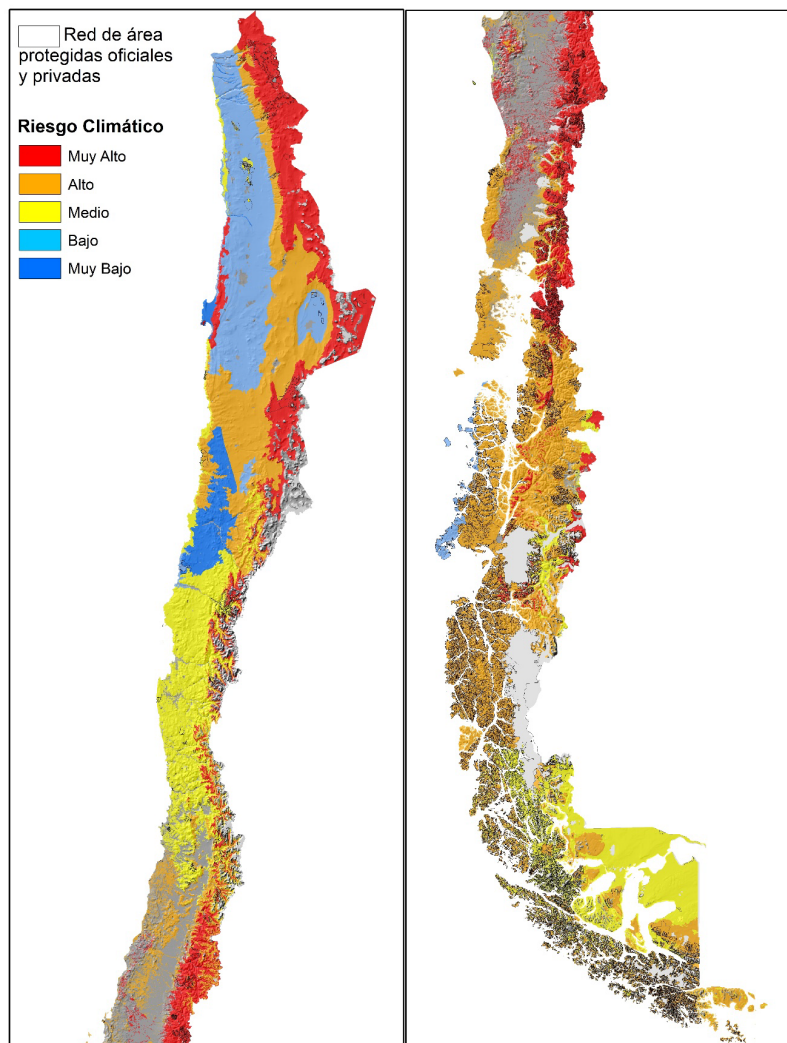 Red de área
protegidas oficiales
y privadas
Riesgo Climático
Muy Alto
Alto
Medio
Bajo
Muy Bajo